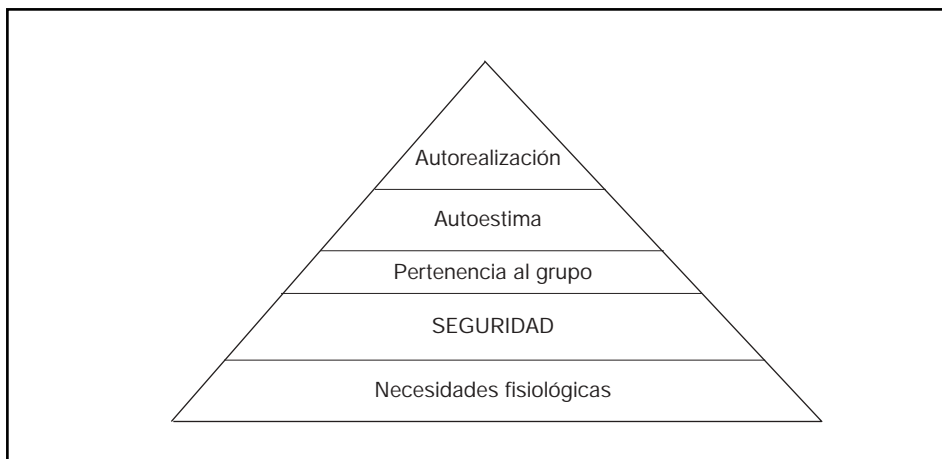 Autorealización
Autoestima
Pertenencia al grupo
SEGURIDAD
Necesidades fisiológicas